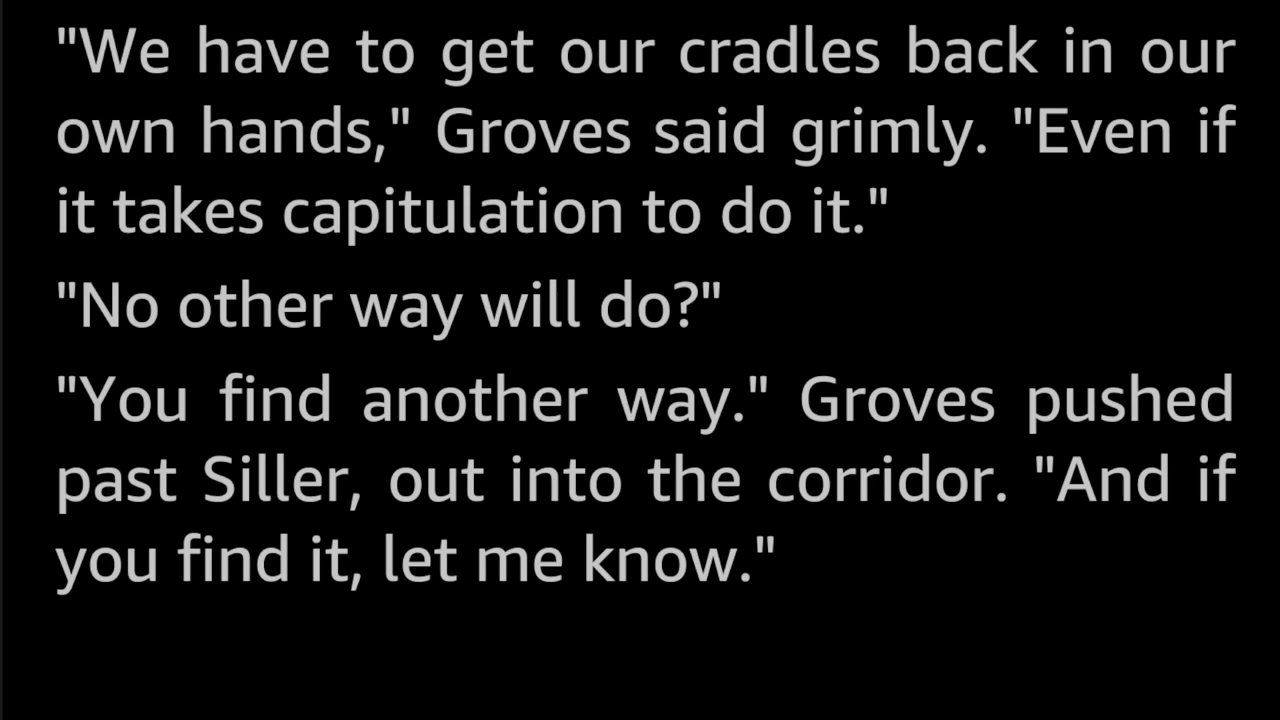 "We have to get our cradles back in our
own hands," Groves said grimly. "Even if
it takes capitulation to do it."
"No other way will do?"
"You find another way." Groves pushed
past Siller, out into the corridor. "And if
you find it, let me know."